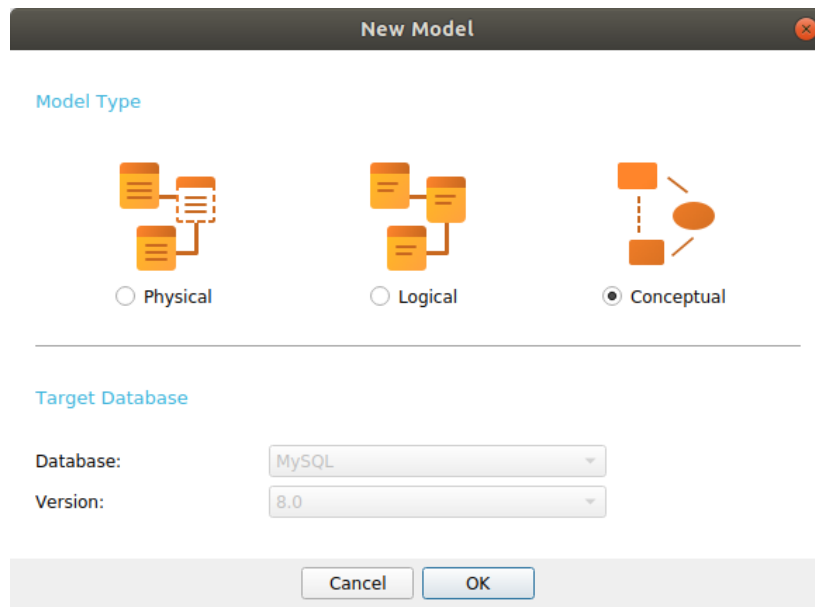 New Model
Model Type
Physical
Logical
Conceptual
Target Database
Database:
MySQL
Version:
8.0
Cancel
OK